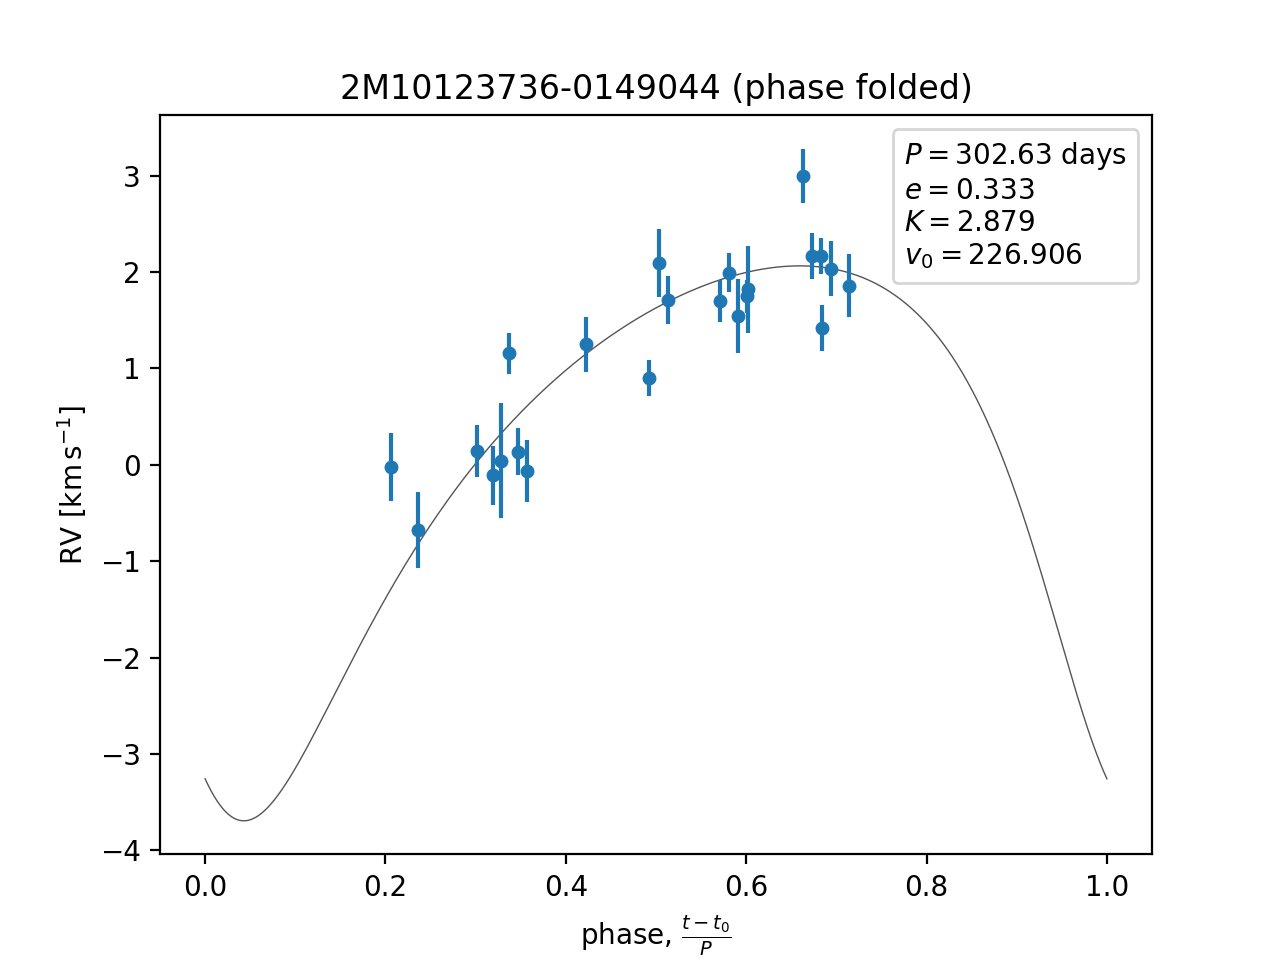 2M10123736-0149044 (phase folded)
P = 302.63 days
e = 0.333
K = 2.879
v₀ = 226.906
3
2
1
0
−1
−2
−3
−4
RV [km s⁻¹]
0.0 0.2 0.4 0.6 0.8 1.0
phase, (t − t₀)/P